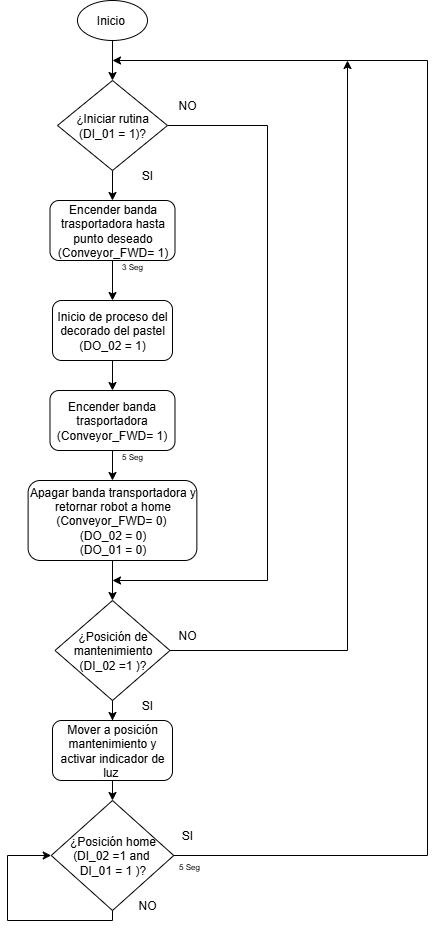 Inicio
¿Iniciar rutina
(DI_01 = 1)?
NO
SI
Encender banda
trasportadora hasta
punto deseado
(Conveyor_FWD= 1)
3 Seg
Inicio de proceso del
decorado del pastel
(DO_02 = 1)
Encender banda
trasportadora
(Conveyor_FWD= 1)
5 Seg
Apagar banda transportadora y
retornar robot a home
(Conveyor_FWD= 0)
(DO_02 = 0)
(DO_01 = 0)
¿Posición de
mantenimiento
(DI_02 =1 )?
NO
SI
Mover a posición
mantenimiento y
activar indicador de
luz
¿Posición home
(DI_02 =1 and
DI_01 = 1 )?
SI
5 Seg
NO